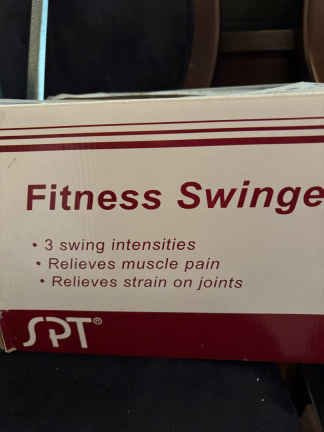 Fitness Swinge
• 3 swing intensities
• Relieves muscle pain
• Relieves strain on joints
SPT®